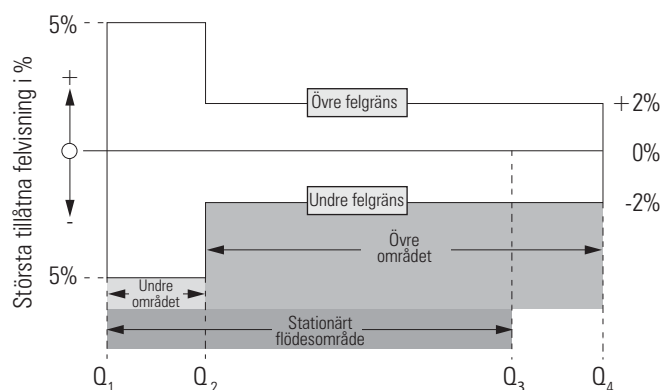 5%
Största tillåtna felvisning i %
+
-
Övre felgräns
+2%
0%
Undre felgräns
-2%
Övre
området
5%
Undre
området
Stationärt
flödesområde
Q1
Q2
Q3
Q4